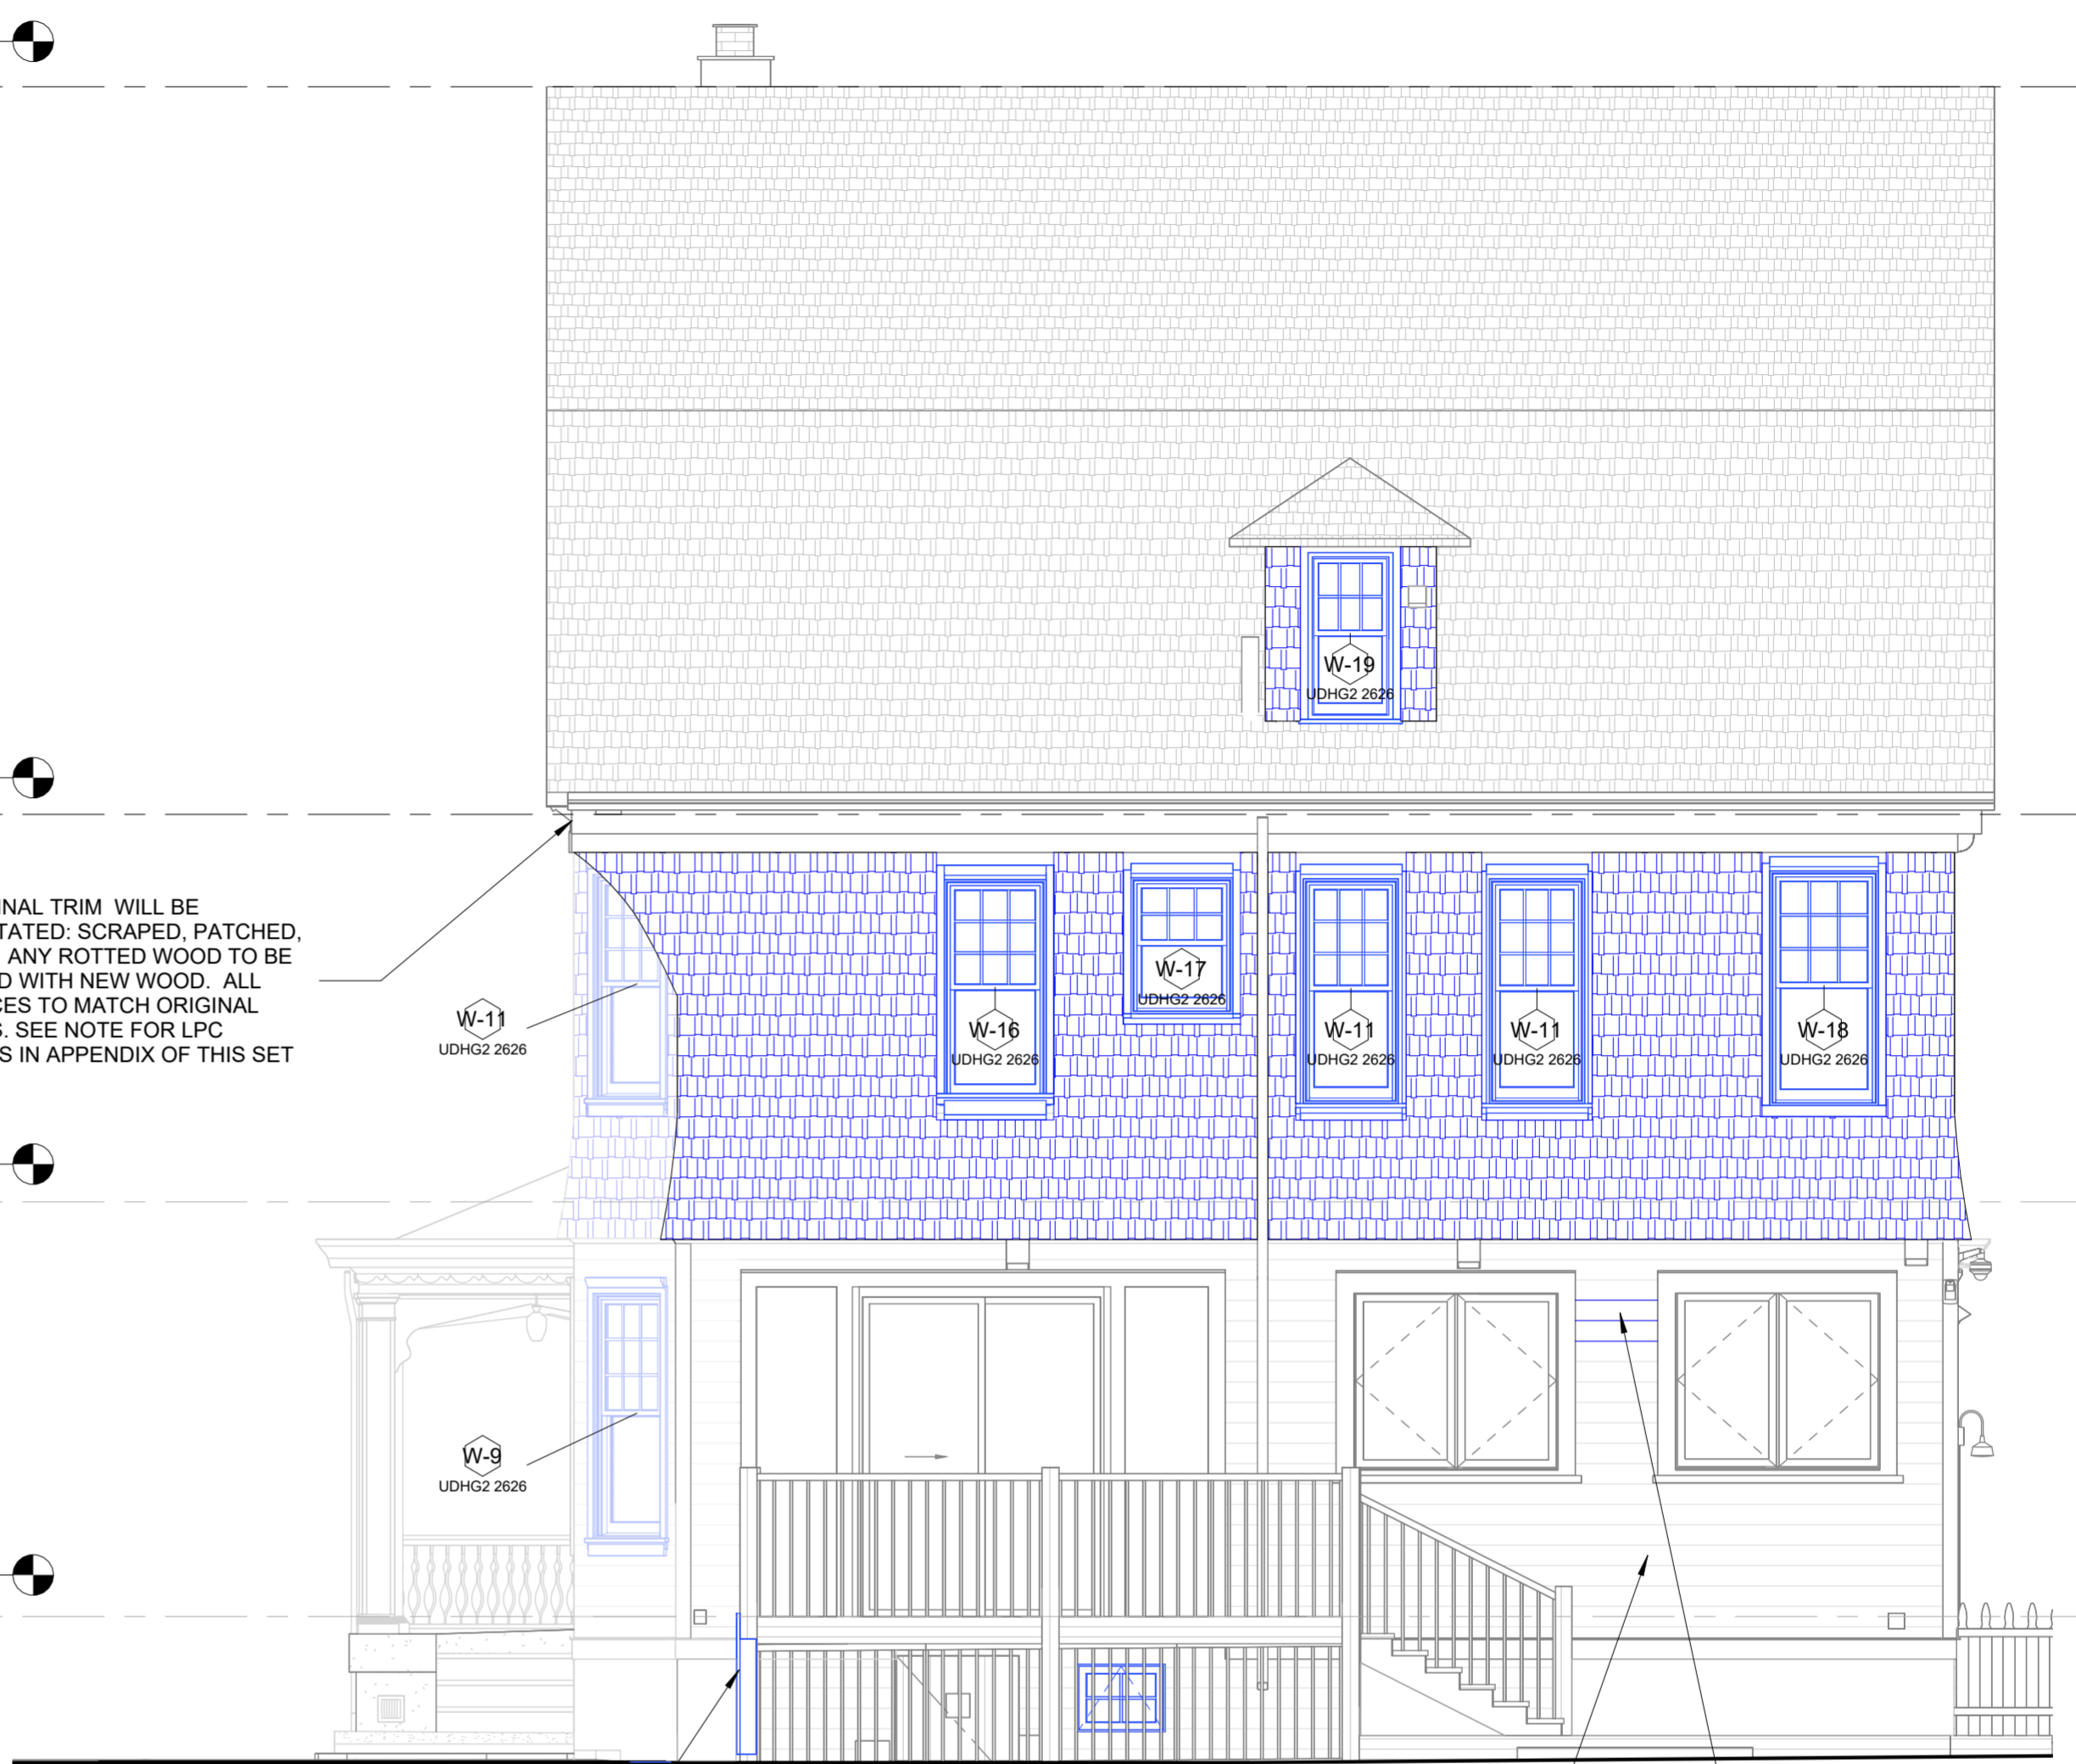 W-19
UDHG2 2626
INAL TRIM WILL BE
TATED: SCRAPED, PATCHED,
ANY ROTTED WOOD TO BE
D WITH NEW WOOD. ALL
CES TO MATCH ORIGINAL
S. SEE NOTE FOR LPC
S IN APPENDIX OF THIS SET
W-11
UDHG2 2626
W-16
UDHG2 2626
W-17
UDHG2 2626
W-11
UDHG2 2626
W-11
UDHG2 2626
W-18
UDHG2 2626
W-9
UDHG2 2626